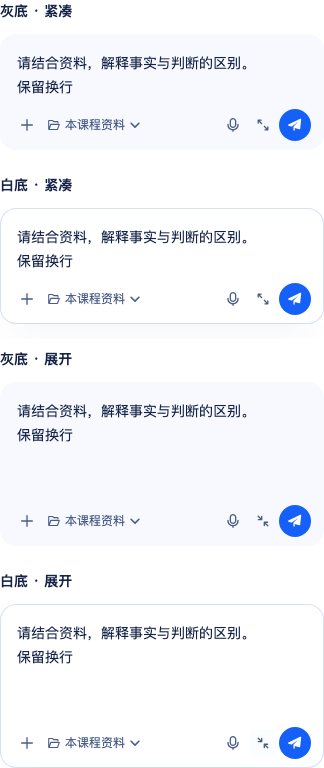 灰底 · 紧凑
请结合资料，解释事实与判断的区别。
保留换行
本课程资料
白底 · 紧凑
请结合资料，解释事实与判断的区别。
保留换行
本课程资料
灰底 · 展开
请结合资料，解释事实与判断的区别。
保留换行
本课程资料
白底 · 展开
请结合资料，解释事实与判断的区别。
保留换行
本课程资料